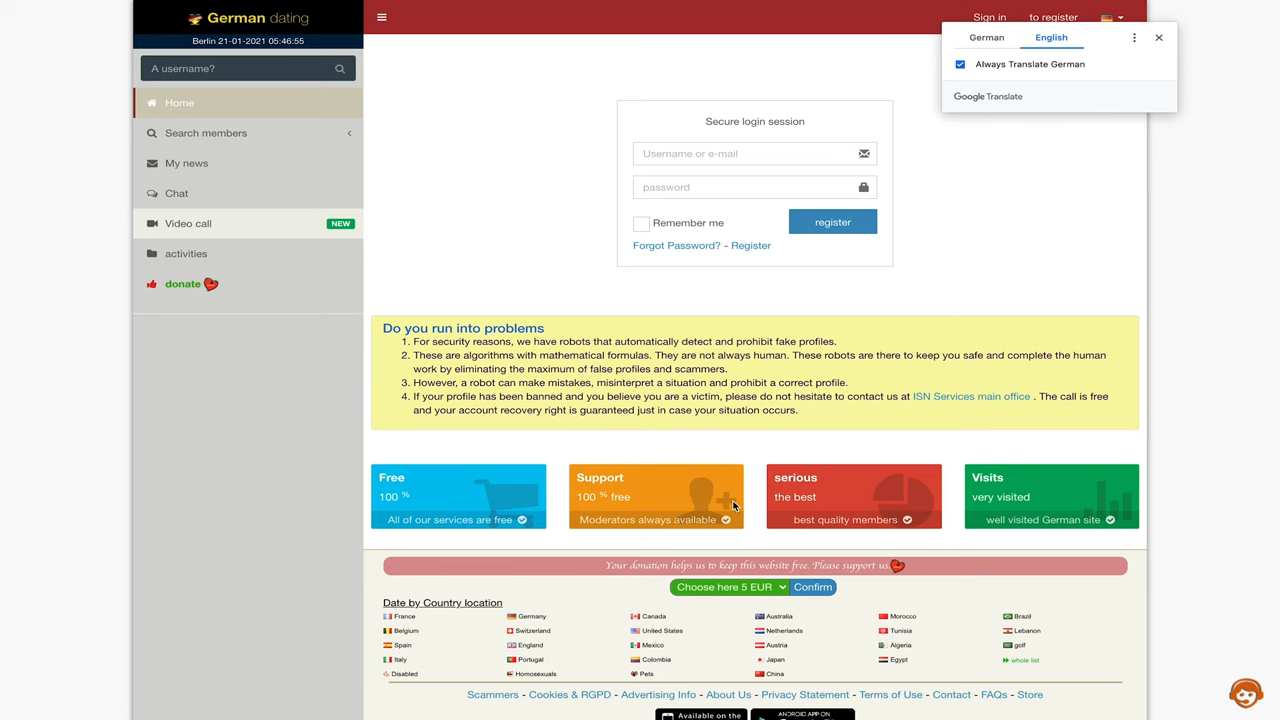 German dating
Berlin 21-01-2021 05:46:55
A username?
Home
Search members
My news
Chat
Video call NEW
activities
donate
Sign in to register
German English
Always Translate German
Google Translate
Secure login session
Username or e-mail
password
Remember me register
Forgot Password? - Register
Do you run into problems
1. For security reasons, we have robots that automatically detect and prohibit fake profiles.
2. These are algorithms with mathematical formulas. They are not always human. These robots are there to keep you safe and complete the human
work by eliminating the maximum of false profiles and scammers.
3. However, a robot can make mistakes, misinterpret a situation and prohibit a correct profile.
4. If your profile has been banned and you believe you are a victim, please do not hesitate to contact us at ISN Services main office . The call is free
and your account recovery right is guaranteed just in case your situation occurs.
Free
100 %
All of our services are free
Support
100 % free
Moderators always available
serious
the best
best quality members
Visits
very visited
well visited German site
Your donation helps us to keep this website free. Please support us.
Choose here 5 EUR Confirm
Date by Country location
France Germany Canada Australia Morocco Brazil
Belgium Switzerland United States Netherlands Tunisia Lebanon
Spain England Mexico Austria Algeria golf
Italy Portugal Colombia Japan Egypt whole list
Disabled Homosexuals Pets China
Scammers - Cookies & RGPD - Advertising Info - About Us - Privacy Statement - Terms of Use - Contact - FAQs - Store
Available on the
ANDROID APP ON